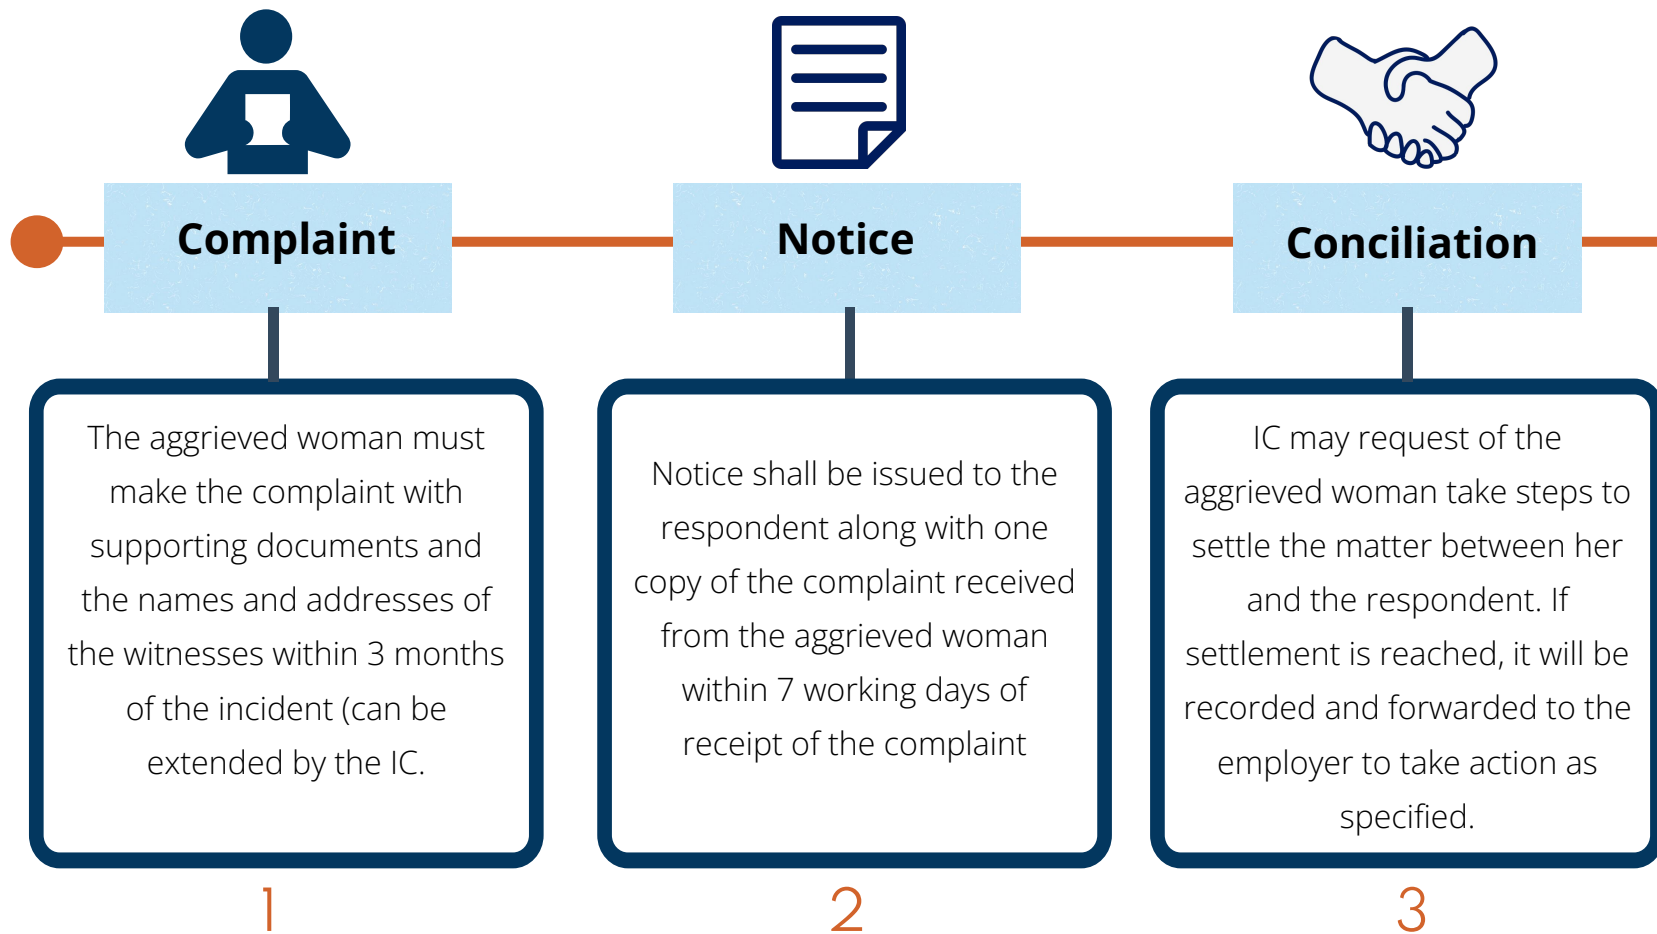 Complaint
The aggrieved woman must
make the complaint with
supporting documents and
the names and addresses of
the witnesses within 3 months
of the incident (can be
extended by the IC.
1
Notice
Notice shall be issued to the
respondent along with one
copy of the complaint received
from the aggrieved woman
within 7 working days of
receipt of the complaint
2
Conciliation
IC may request of the
aggrieved woman take steps to
settle the matter between her
and the respondent. If
settlement is reached, it will be
recorded and forwarded to the
employer to take action as
specified.
3